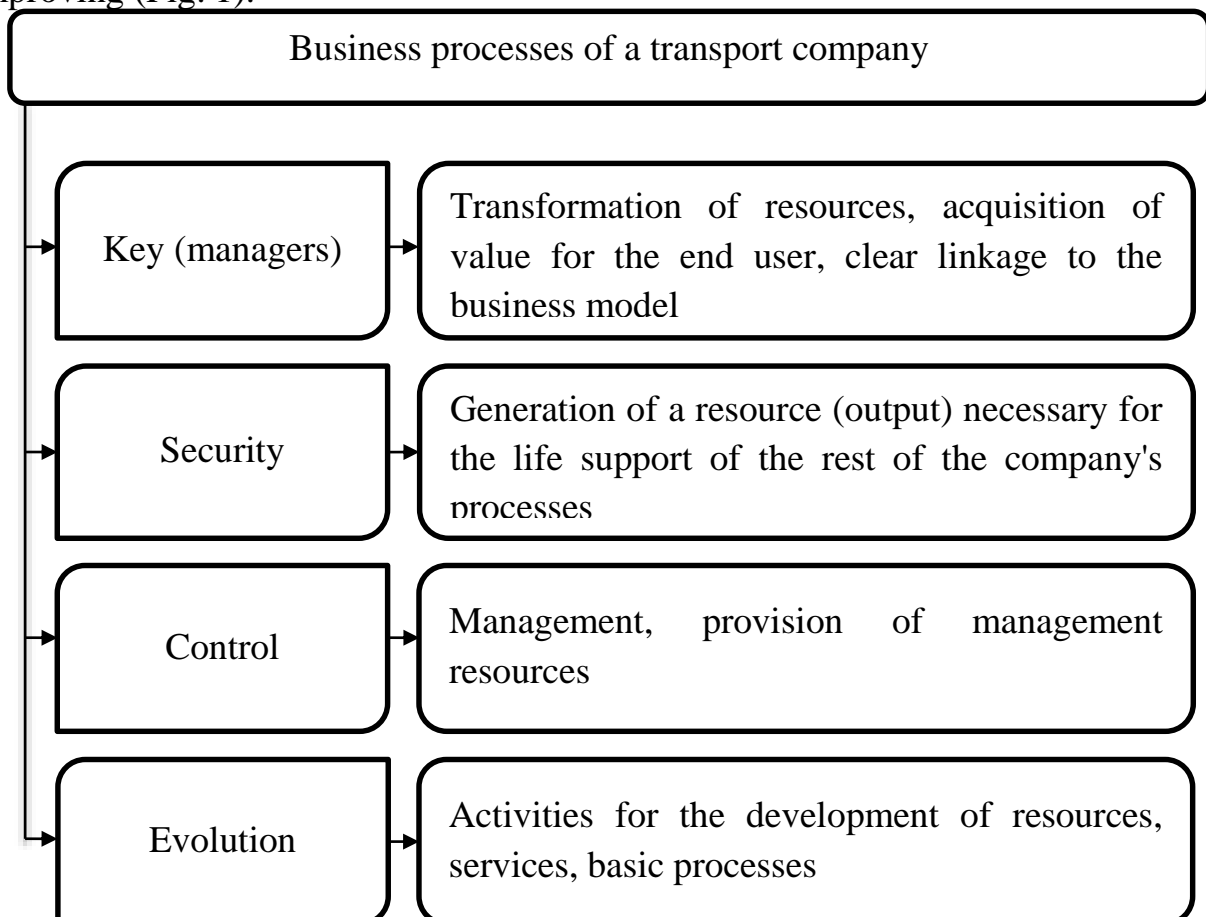 (Fig. 1).
Business processes of a transport company
Key (managers)
Transformation of resources, acquisition of
value for the end user, clear linkage to the
business model
Security
Generation of a resource (output) necessary for
the life support of the rest of the company's
processes
Control
Management, provision of management
resources
Evolution
Activities for the development of resources,
services, basic processes